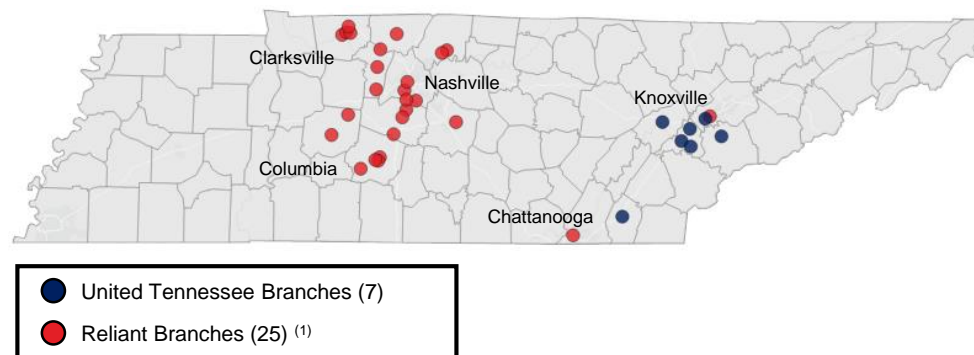 Clarksville
Nashville
Knoxville
Columbia
Chattanooga
United Tennessee Branches (7)
Reliant Branches (25) (1)